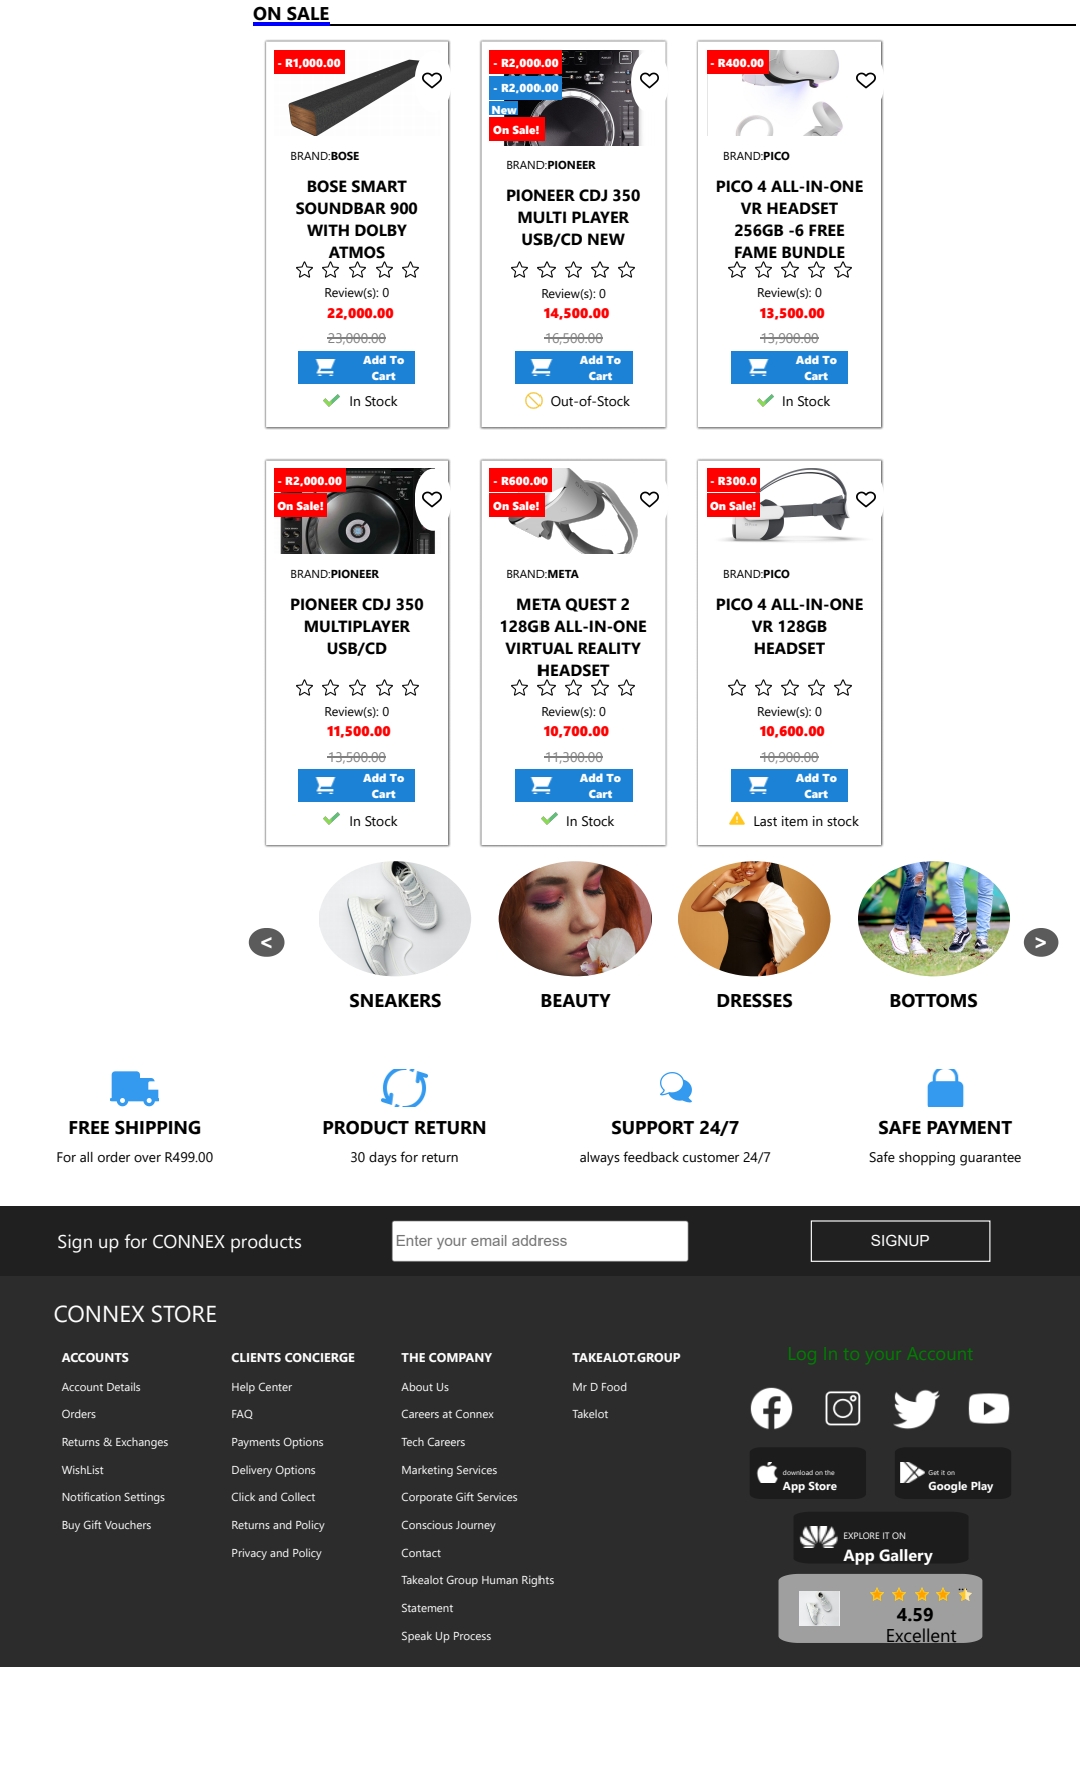 ON SALE
- R1,000.00
BRAND:BOSE
BOSE SMART
SOUNDBAR 900
WITH DOLBY
ATMOS
Review(s): 0
22,000.00
23,000.00
Add To
Cart
In Stock
- R2,000.00
- R2,000.00
New
On Sale!
BRAND:PIONEER
PIONEER CDJ 350
MULTI PLAYER
USB/CD NEW
Review(s): 0
14,500.00
16,500.00
Add To
Cart
Out-of-Stock
- R400.00
BRAND:PICO
PICO 4 ALL-IN-ONE
VR HEADSET
256GB -6 FREE
FAME BUNDLE
Review(s): 0
13,500.00
13,900.00
Add To
Cart
In Stock
- R2,000.00
On Sale!
BRAND:PIONEER
PIONEER CDJ 350
MULTIPLAYER
USB/CD
Review(s): 0
11,500.00
13,500.00
Add To
Cart
In Stock
- R600.00
On Sale!
BRAND:META
META QUEST 2
128GB ALL-IN-ONE
VIRTUAL REALITY
HEADSET
Review(s): 0
10,700.00
11,300.00
Add To
Cart
In Stock
- R300.0
On Sale!
BRAND:PICO
PICO 4 ALL-IN-ONE
VR 128GB
HEADSET
Review(s): 0
10,600.00
10,900.00
Add To
Cart
Last item in stock
<
SNEAKERS
BEAUTY
DRESSES
BOTTOMS
>
FREE SHIPPING
For all order over R499.00
PRODUCT RETURN
30 days for return
SUPPORT 24/7
always feedback customer 24/7
SAFE PAYMENT
Safe shopping guarantee
Sign up for CONNEX products
Enter your email address
SIGNUP
CONNEX STORE
ACCOUNTS
Account Details
Orders
Returns & Exchanges
WishList
Notification Settings
Buy Gift Vouchers
CLIENTS CONCIERGE
Help Center
FAQ
Payments Options
Delivery Options
Click and Collect
Returns and Policy
Privacy and Policy
THE COMPANY
About Us
Careers at Connex
Tech Careers
Marketing Services
Corporate Gift Services
Conscious Journey
Contact
Takealot Group Human Rights
Statement
Speak Up Process
TAKEALOT.GROUP
Mr D Food
Takelot
Log In to your Account
download on the
App Store
Get it on
Google Play
EXPLORE IT ON
App Gallery
4.59
Excellent